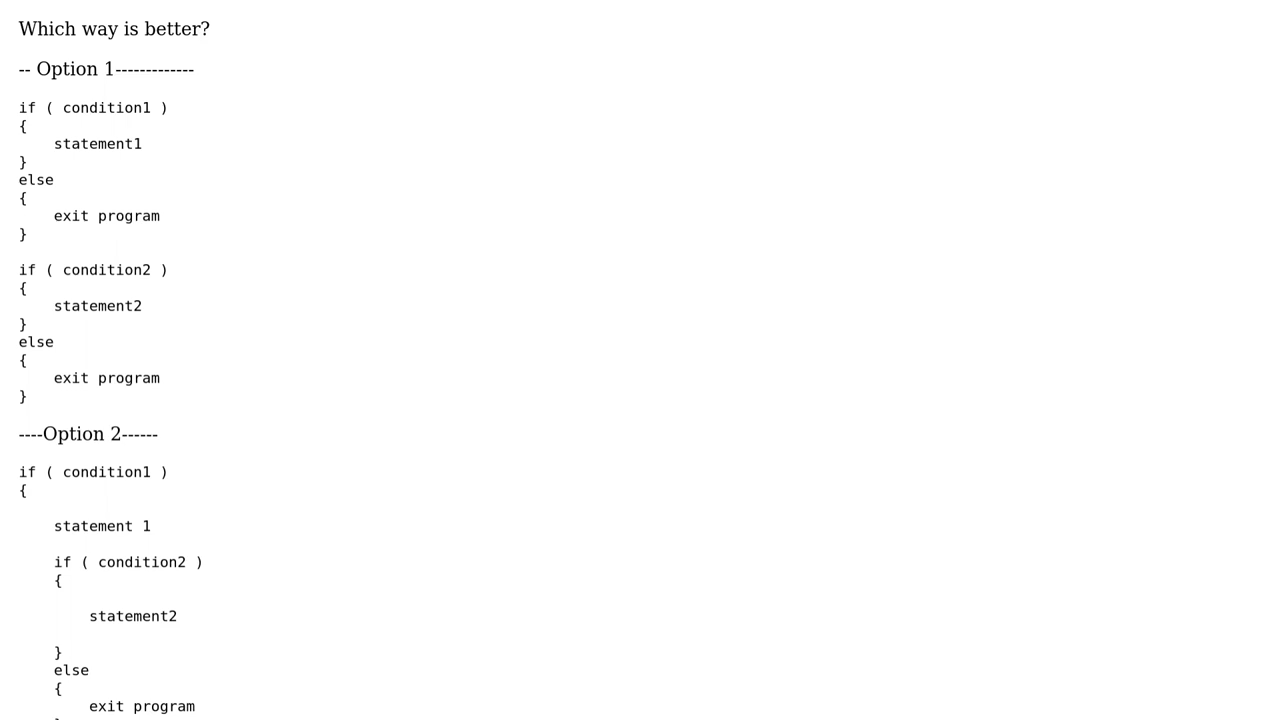 Which way is better?
-- Option 1-------------
if ( condition1 )
{
    statement1
}
else
{
    exit program
}
if ( condition2 )
{
    statement2
}
else
{
    exit program
}
----Option 2------
if ( condition1 )
{
    statement 1
    if ( condition2 )
    {
        statement2
    }
    else
    {
        exit program